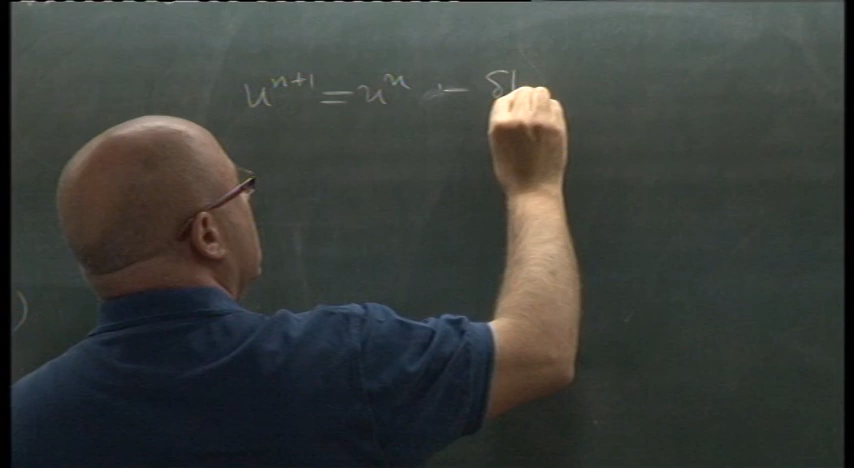 u^{n+1} = u^n - δ